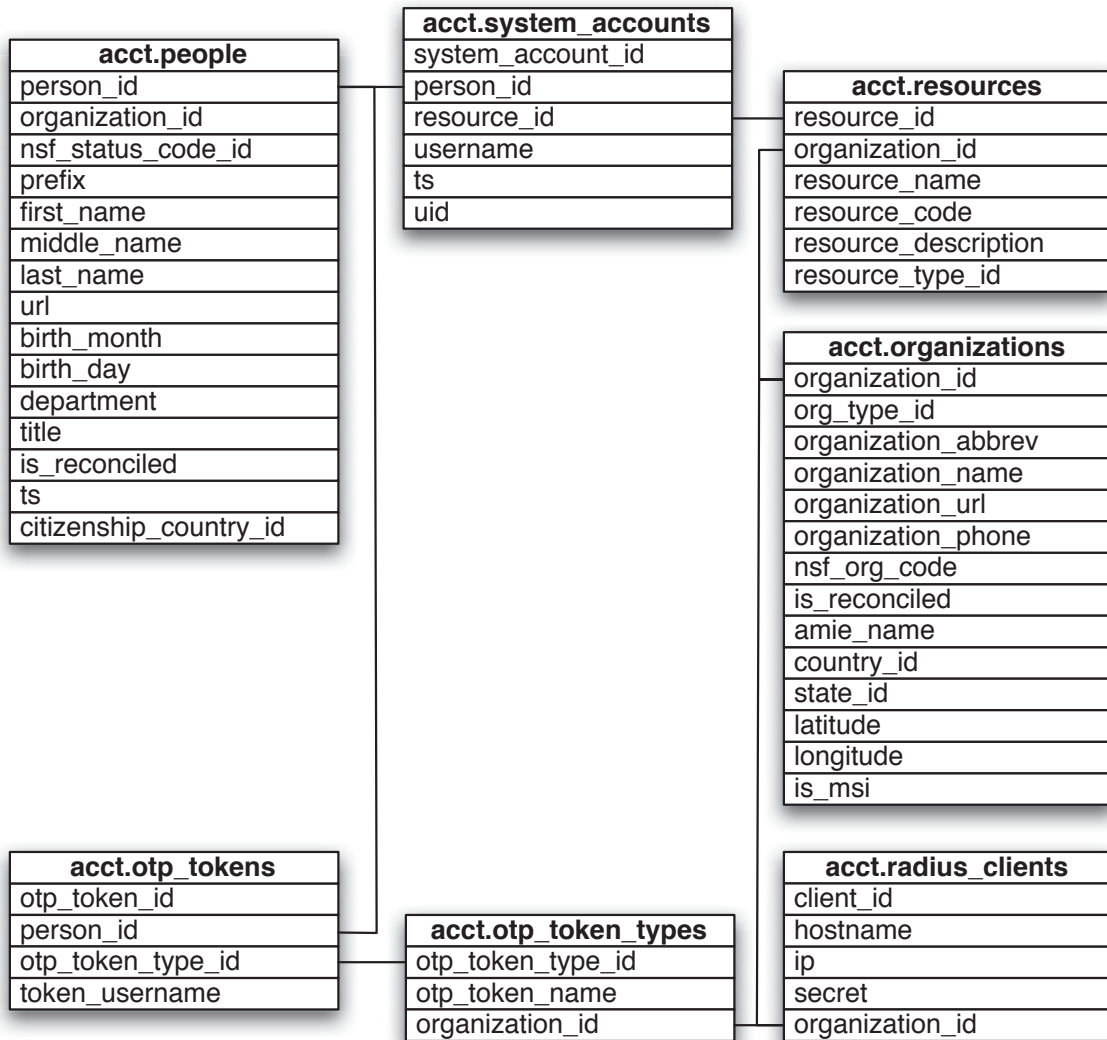 acct.people
person_id
organization_id
nsf_status_code_id
prefix
first_name
middle_name
last_name
url
birth_month
birth_day
department
title
is_reconciled
ts
citizenship_country_id
acct.system_accounts
system_account_id
person_id
resource_id
username
ts
uid
acct.resources
resource_id
organization_id
resource_name
resource_code
resource_description
resource_type_id
acct.organizations
organization_id
org_type_id
organization_abbrev
organization_name
organization_url
organization_phone
nsf_org_code
is_reconciled
amie_name
country_id
state_id
latitude
longitude
is_msi
acct.otp_tokens
otp_token_id
person_id
otp_token_type_id
token_username
acct.otp_token_types
otp_token_type_id
otp_token_name
organization_id
acct.radius_clients
client_id
hostname
ip
secret
organization_id